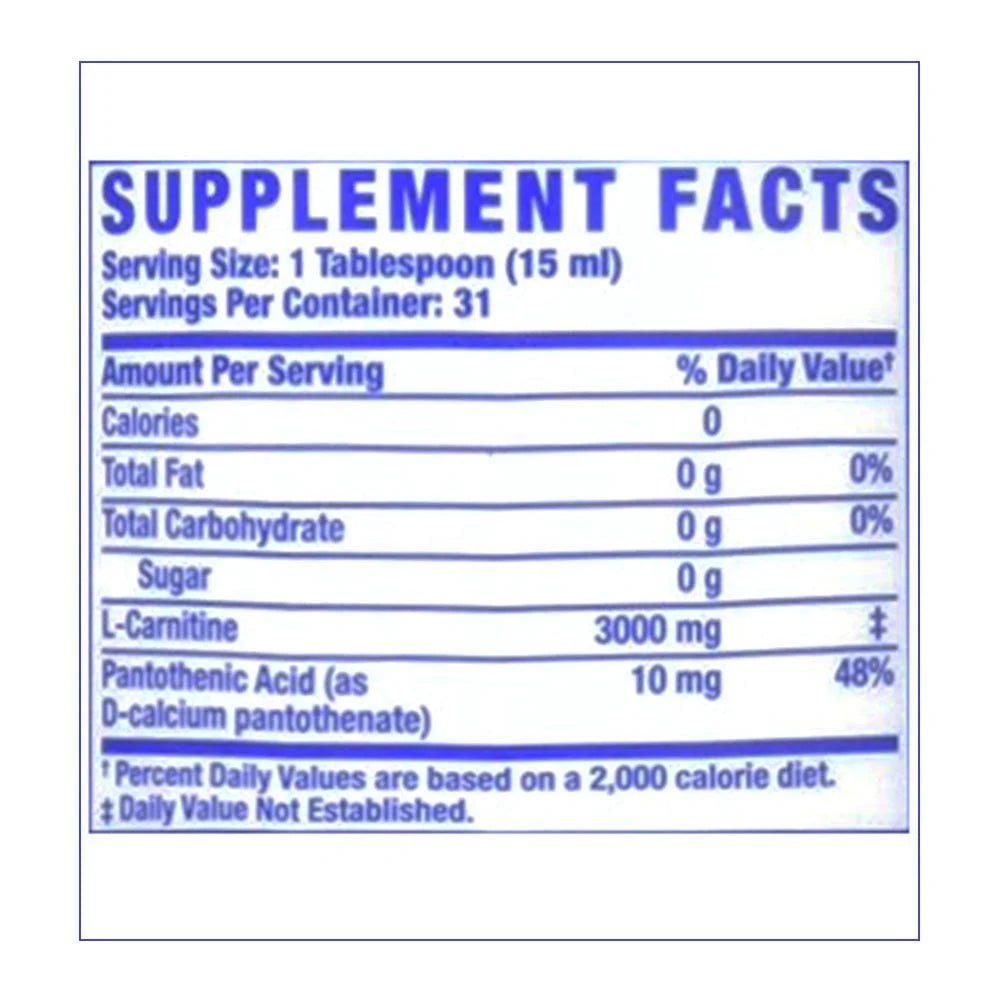 SUPPLEMENT FACTS
Serving Size: 1 Tablespoon (15 ml)
Servings Per Container: 31
Amount Per Serving % Daily Value†
Calories 0
Total Fat 0 g 0%
Total Carbohydrate 0 g 0%
Sugar 0 g
L-Carnitine 3000 mg ‡
Pantothenic Acid (as 10 mg 48%
D-calcium pantothenate)
† Percent Daily Values are based on a 2,000 calorie diet.
‡ Daily Value Not Established.